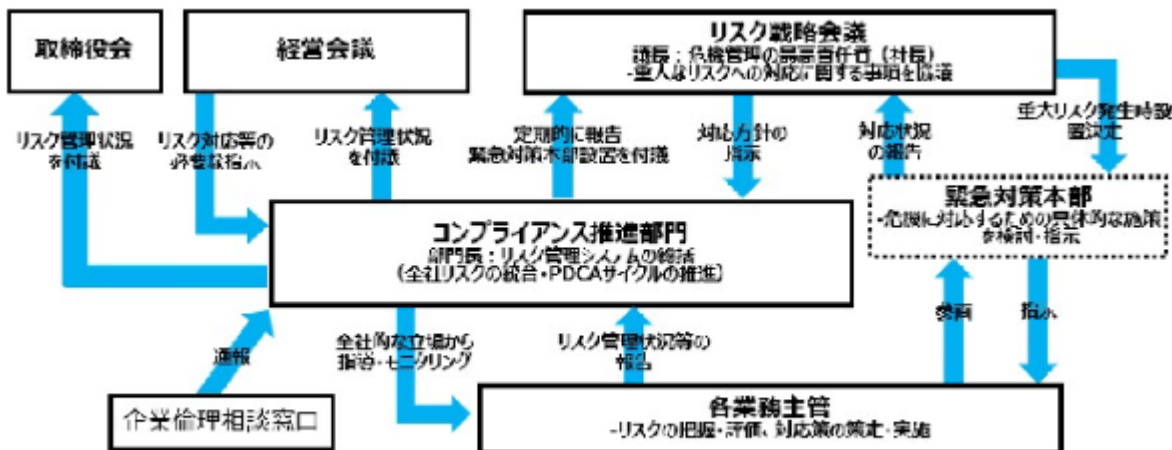 取締役会
経営会議
リスク戦略会議
議長：危機管理の最高責任者（社長）
-重大なリスクへの対応に関する事項を協議
リスク管理状況
を付議
リスク対応等の
必要な指示
リスク管理状況
を付議
定期的に報告
緊急対策本部設置を付議
対応方針の
指示
対応状況
の報告
重大リスク発生時設
置決定
緊急対策本部
-危機に対応するための具体的な施策
を検討・指示
コンプライアンス推進部門
部門長：リスク管理システムの総括
（全社リスクの統合・PDCAサイクルの推進）
通報
全社的な立場から
指導・モニタリング
リスク管理状況等の
報告
参画
指示
企業倫理相談窓口
各業務主管
-リスクの把握・評価、対応策の策定・実施